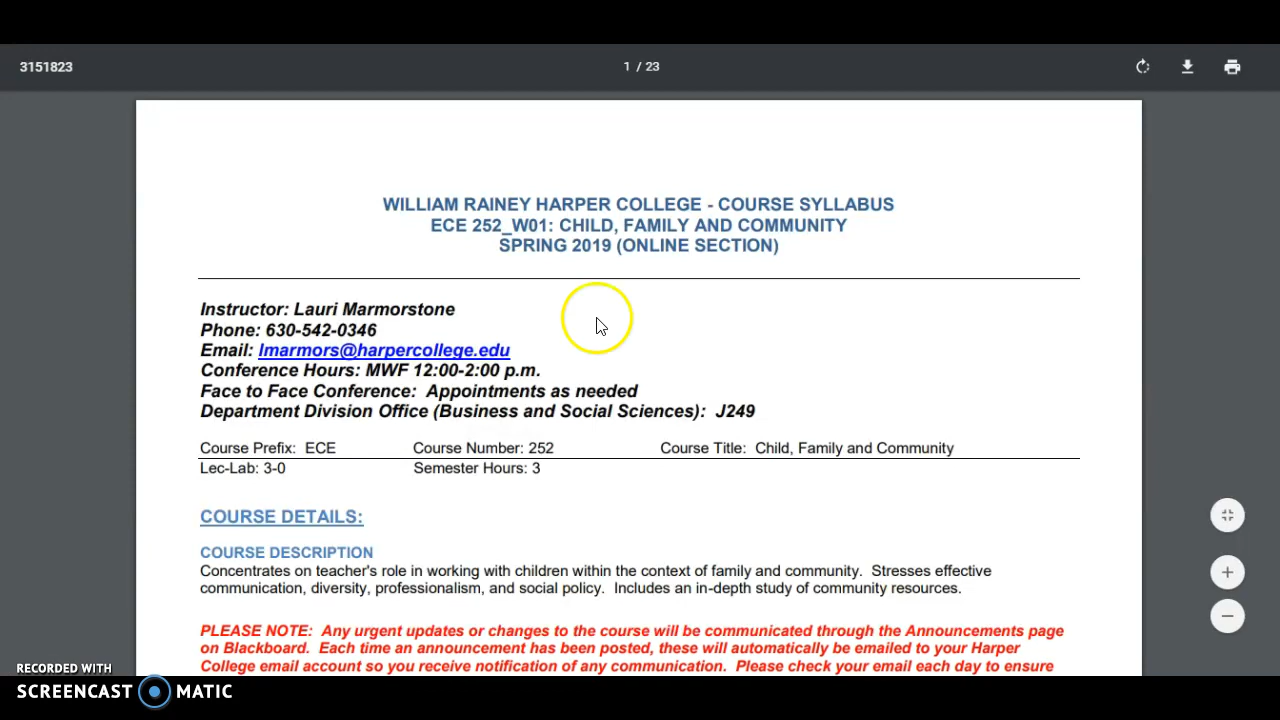 3151823
1 / 23
WILLIAM RAINEY HARPER COLLEGE - COURSE SYLLABUS
ECE 252_W01: CHILD, FAMILY AND COMMUNITY
SPRING 2019 (ONLINE SECTION)
Instructor: Lauri Marmorstone
Phone: 630-542-0346
Email: lmarmors@harpercollege.edu
Conference Hours: MWF 12:00-2:00 p.m.
Face to Face Conference: Appointments as needed
Department Division Office (Business and Social Sciences): J249
Course Prefix: ECE Course Number: 252 Course Title: Child, Family and Community
Lec-Lab: 3-0 Semester Hours: 3
COURSE DETAILS:
COURSE DESCRIPTION
Concentrates on teacher's role in working with children within the context of family and community. Stresses effective
communication, diversity, professionalism, and social policy. Includes an in-depth study of community resources.
PLEASE NOTE: Any urgent updates or changes to the course will be communicated through the Announcements page
on Blackboard. Each time an announcement has been posted, these will automatically be emailed to your Harper
College email account so you receive notification of any communication. Please check your email each day to ensure
RECORDED WITH
SCREENCAST MATIC